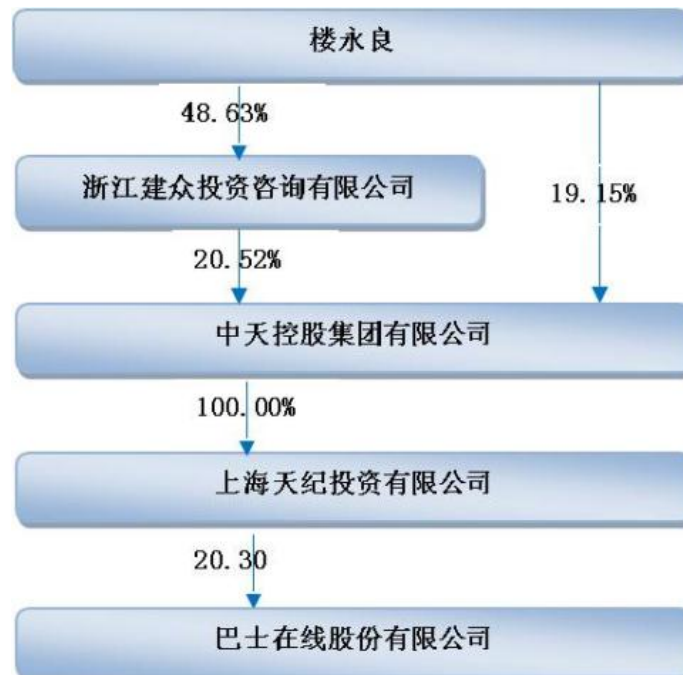 楼永良
48.63%
浙江建众投资咨询有限公司
19.15%
20.52%
中天控股集团有限公司
100.00%
上海天纪投资有限公司
20.30
巴士在线股份有限公司